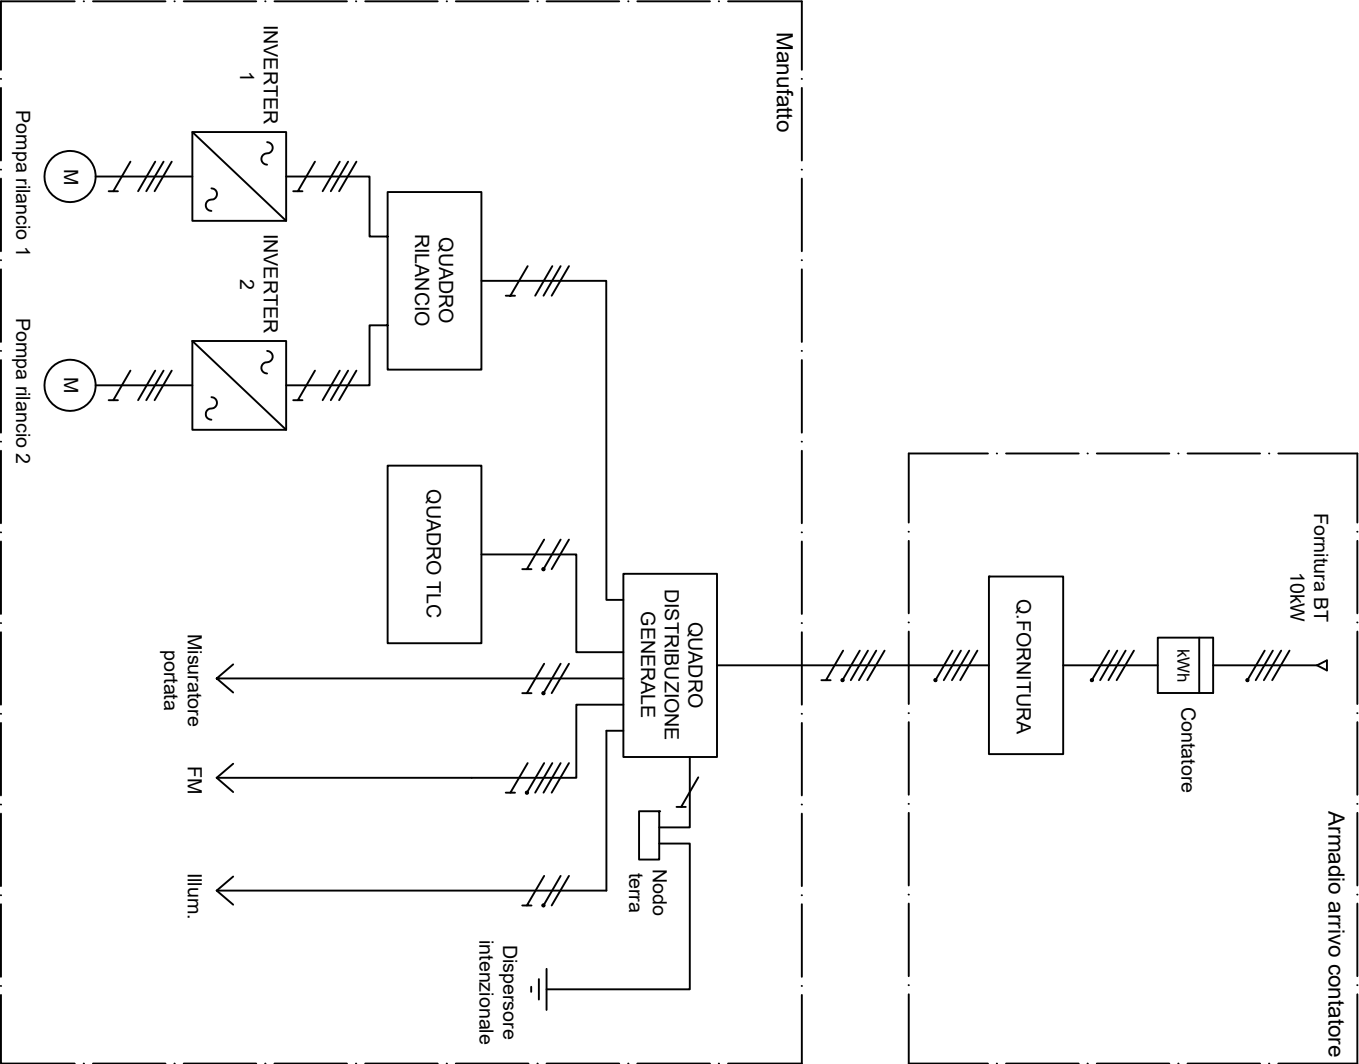 Armadio arrivo contatore
Fornitura BT
10kW
kWh
Contatore
Q.FORNITURA
Manufatto
QUADRO
DISTRIBUZIONE
GENERALE
Nodo
terra
Dispersore
intenzionale
QUADRO
RILANCIO
QUADRO TLC
INVERTER
1
INVERTER
2
M
M
Pompa rilancio 1
Pompa rilancio 2
Misuratore
portata
FM
Illum.